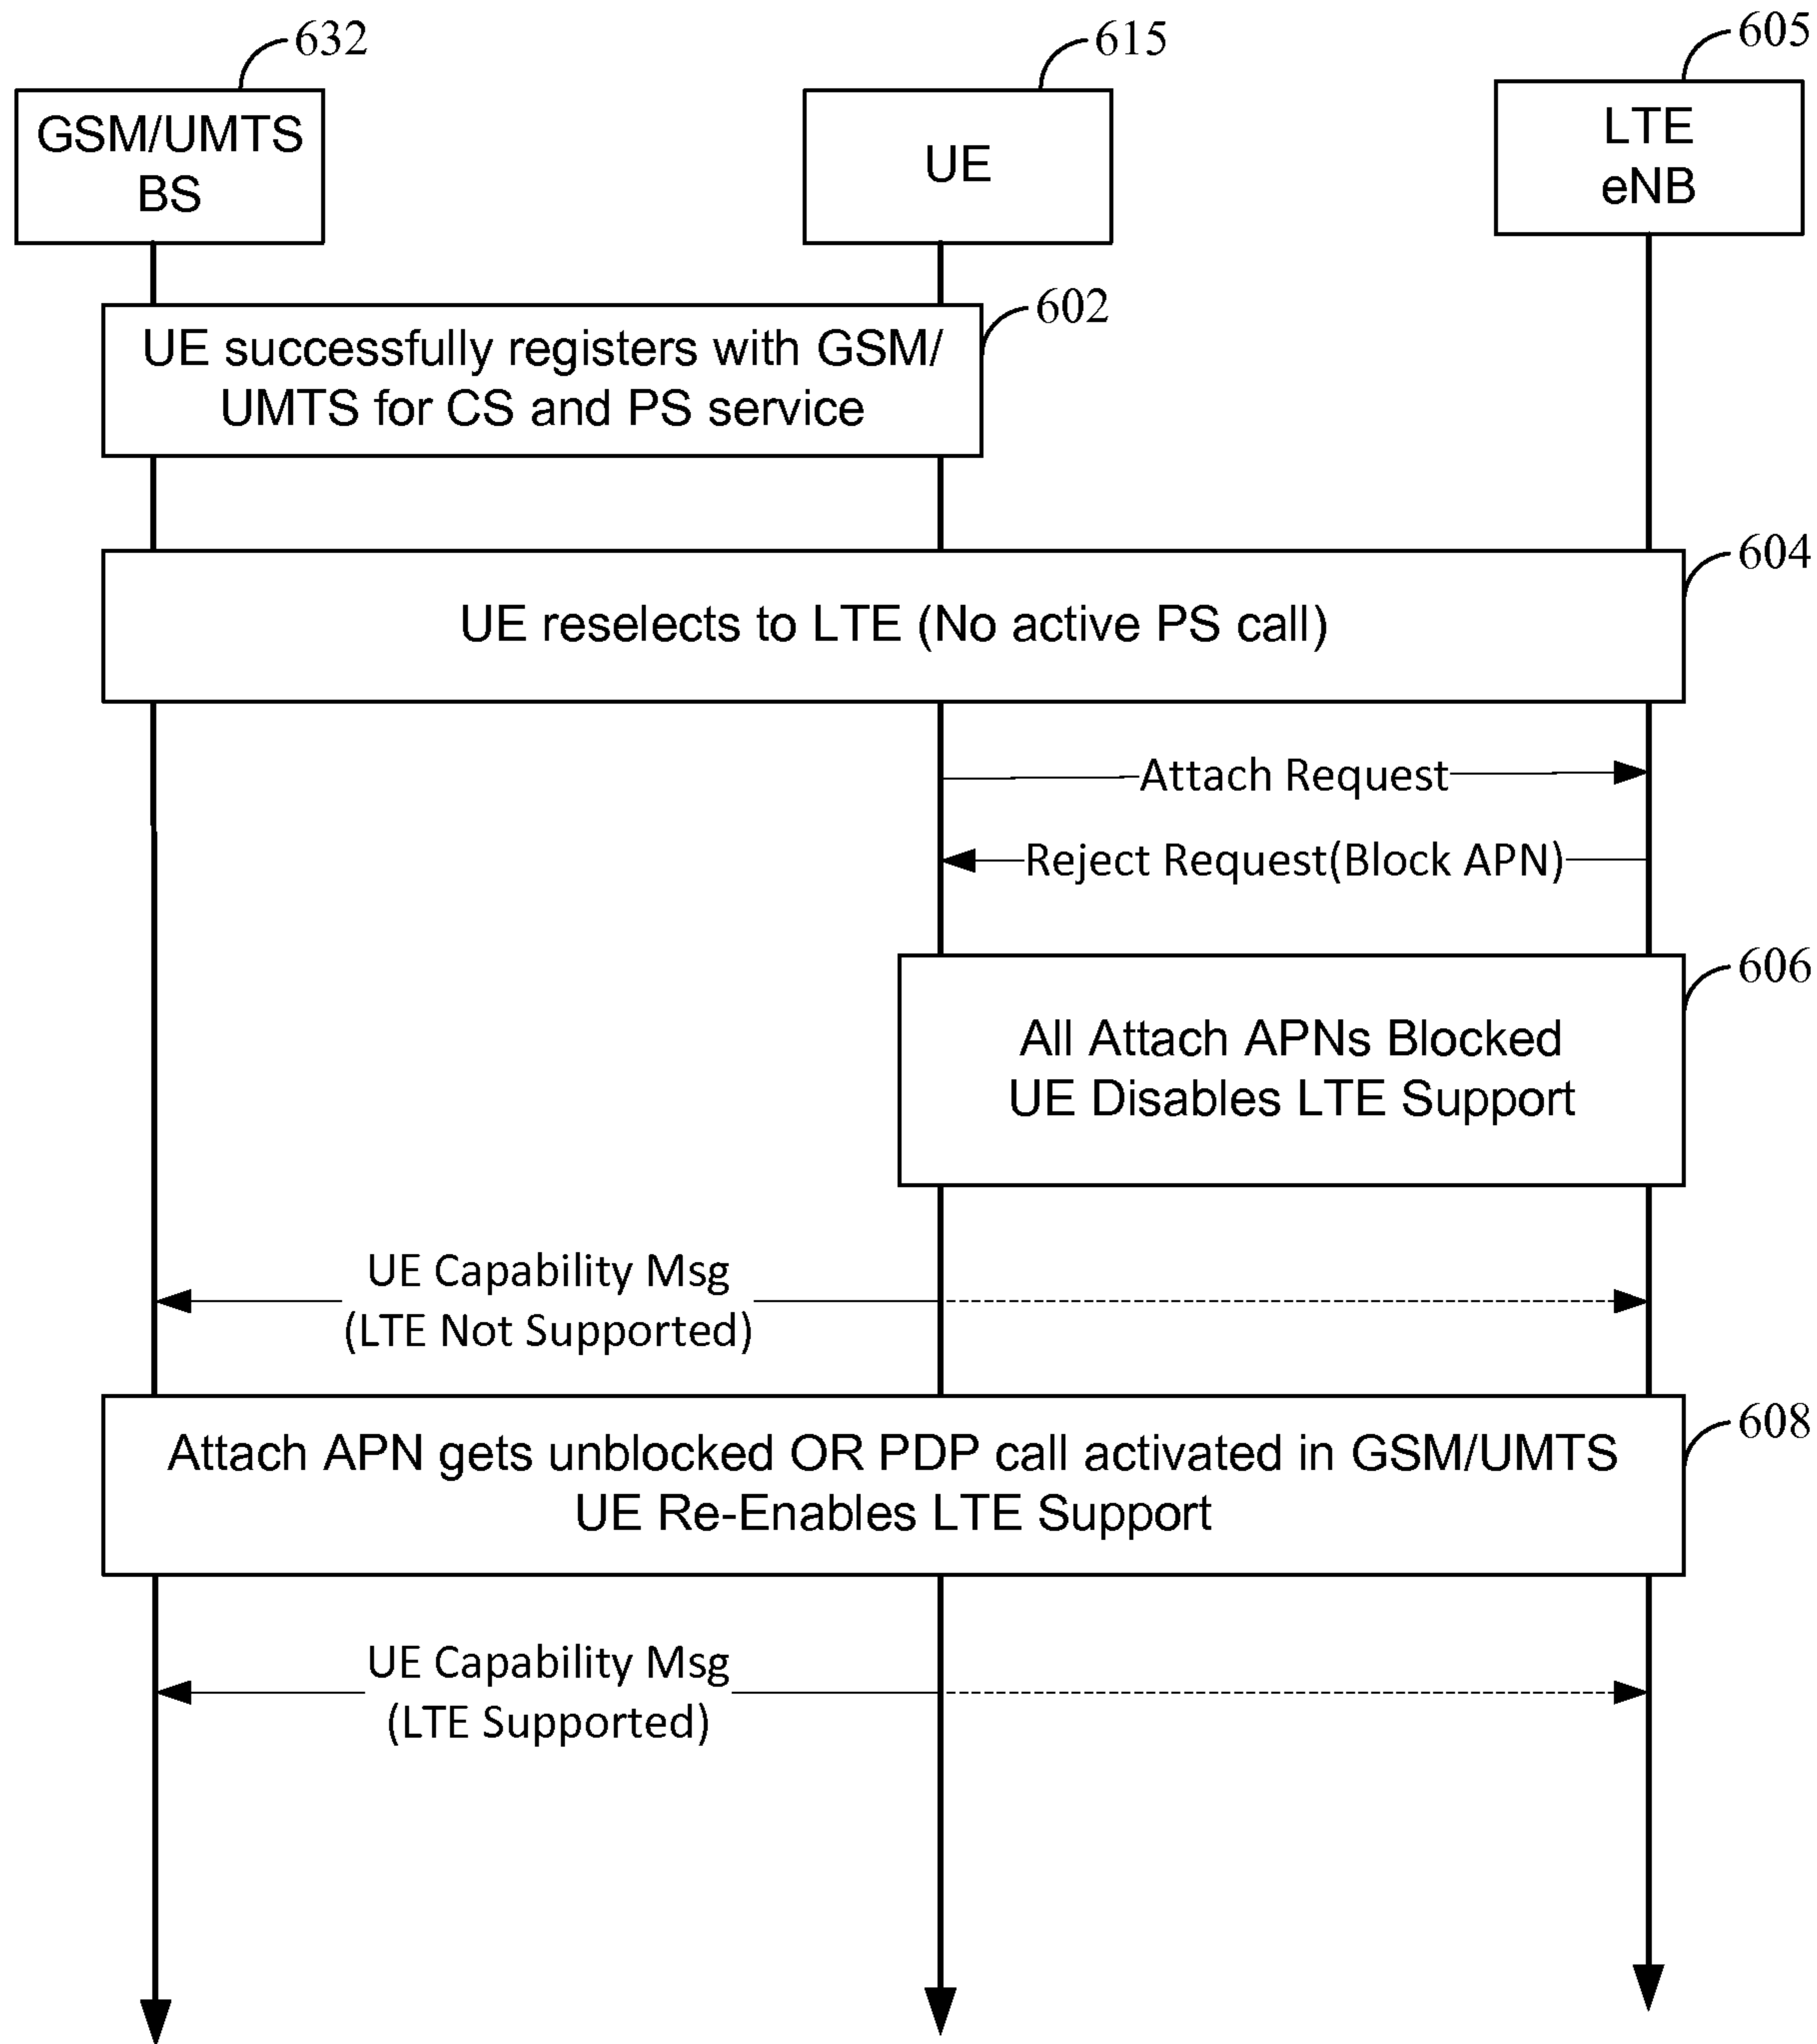 632
615
605
GSM/UMTS
BS
UE
LTE
eNB
602
UE successfully registers with GSM/
UMTS for CS and PS service
604
UE reselects to LTE (No active PS call)
Attach Request
Reject Request(Block APN)
606
All Attach APNs Blocked
UE Disables LTE Support
UE Capability Msg
(LTE Not Supported)
608
Attach APN gets unblocked OR PDP call activated in GSM/UMTS
UE Re-Enables LTE Support
UE Capability Msg
(LTE Supported)